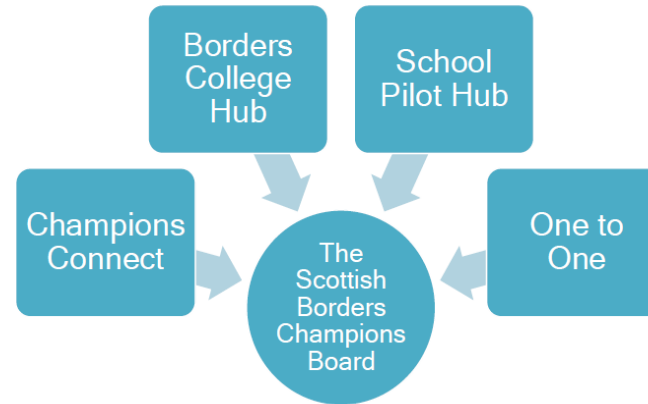 Borders
College
Hub
School
Pilot Hub
Champions
Connect
One to
One
The
Scottish
Borders
Champions
Board